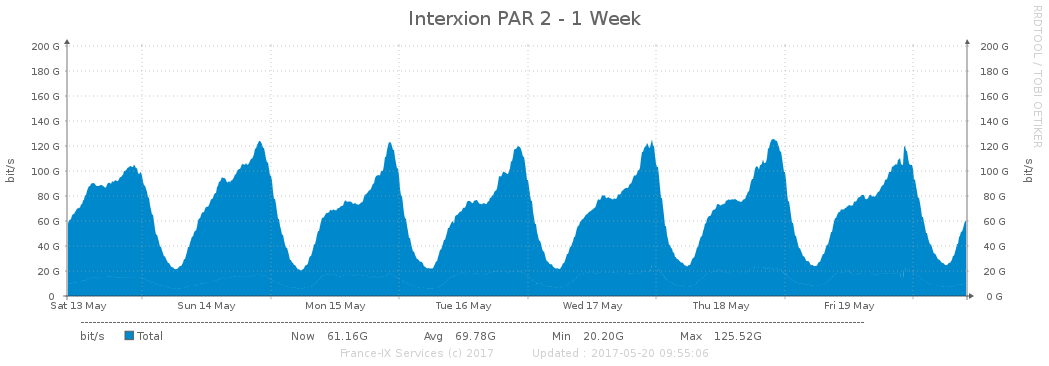 Interxion PAR 2 - 1 Week
RRDTOOL / TOBI OETIKER
200 G 200 G
180 G 180 G
160 G 160 G
140 G 140 G
120 G 120 G
100 G 100 G
80 G 80 G
60 G 60 G
40 G 40 G
20 G 20 G
0 0 G
bit/s bit/s
Sat 13 May Sun 14 May Mon 15 May Tue 16 May Wed 17 May Thu 18 May Fri 19 May
bit/s Total Now 61.16G Avg 69.78G Min 20.20G Max 125.52G
France-IX Services (c) 2017 Updated : 2017-05-20 09:55:06